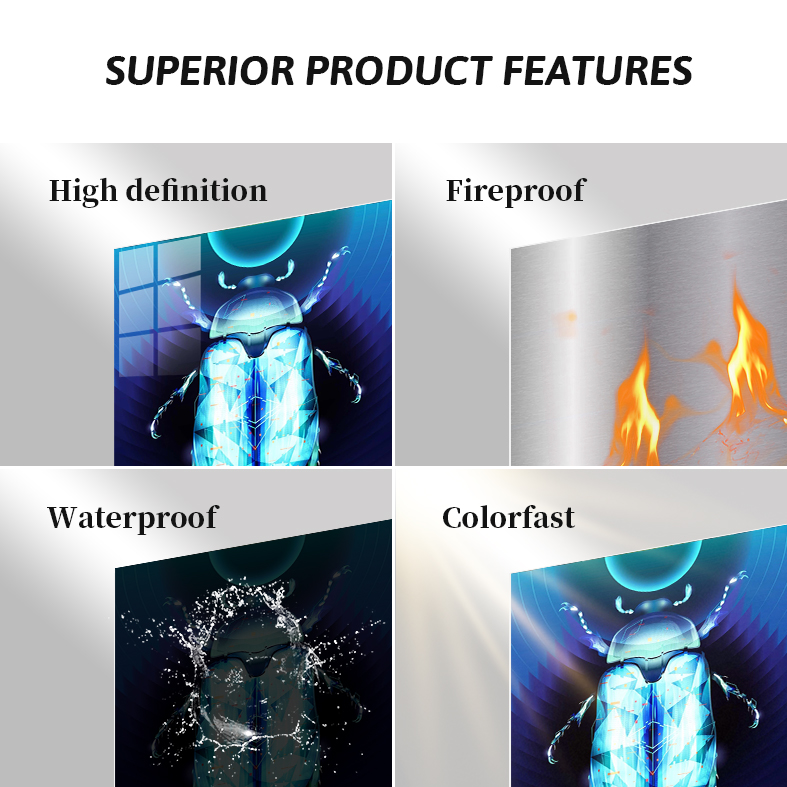 SUPERIOR PRODUCT FEATURES
High definition
Fireproof
Waterproof
Colorfast